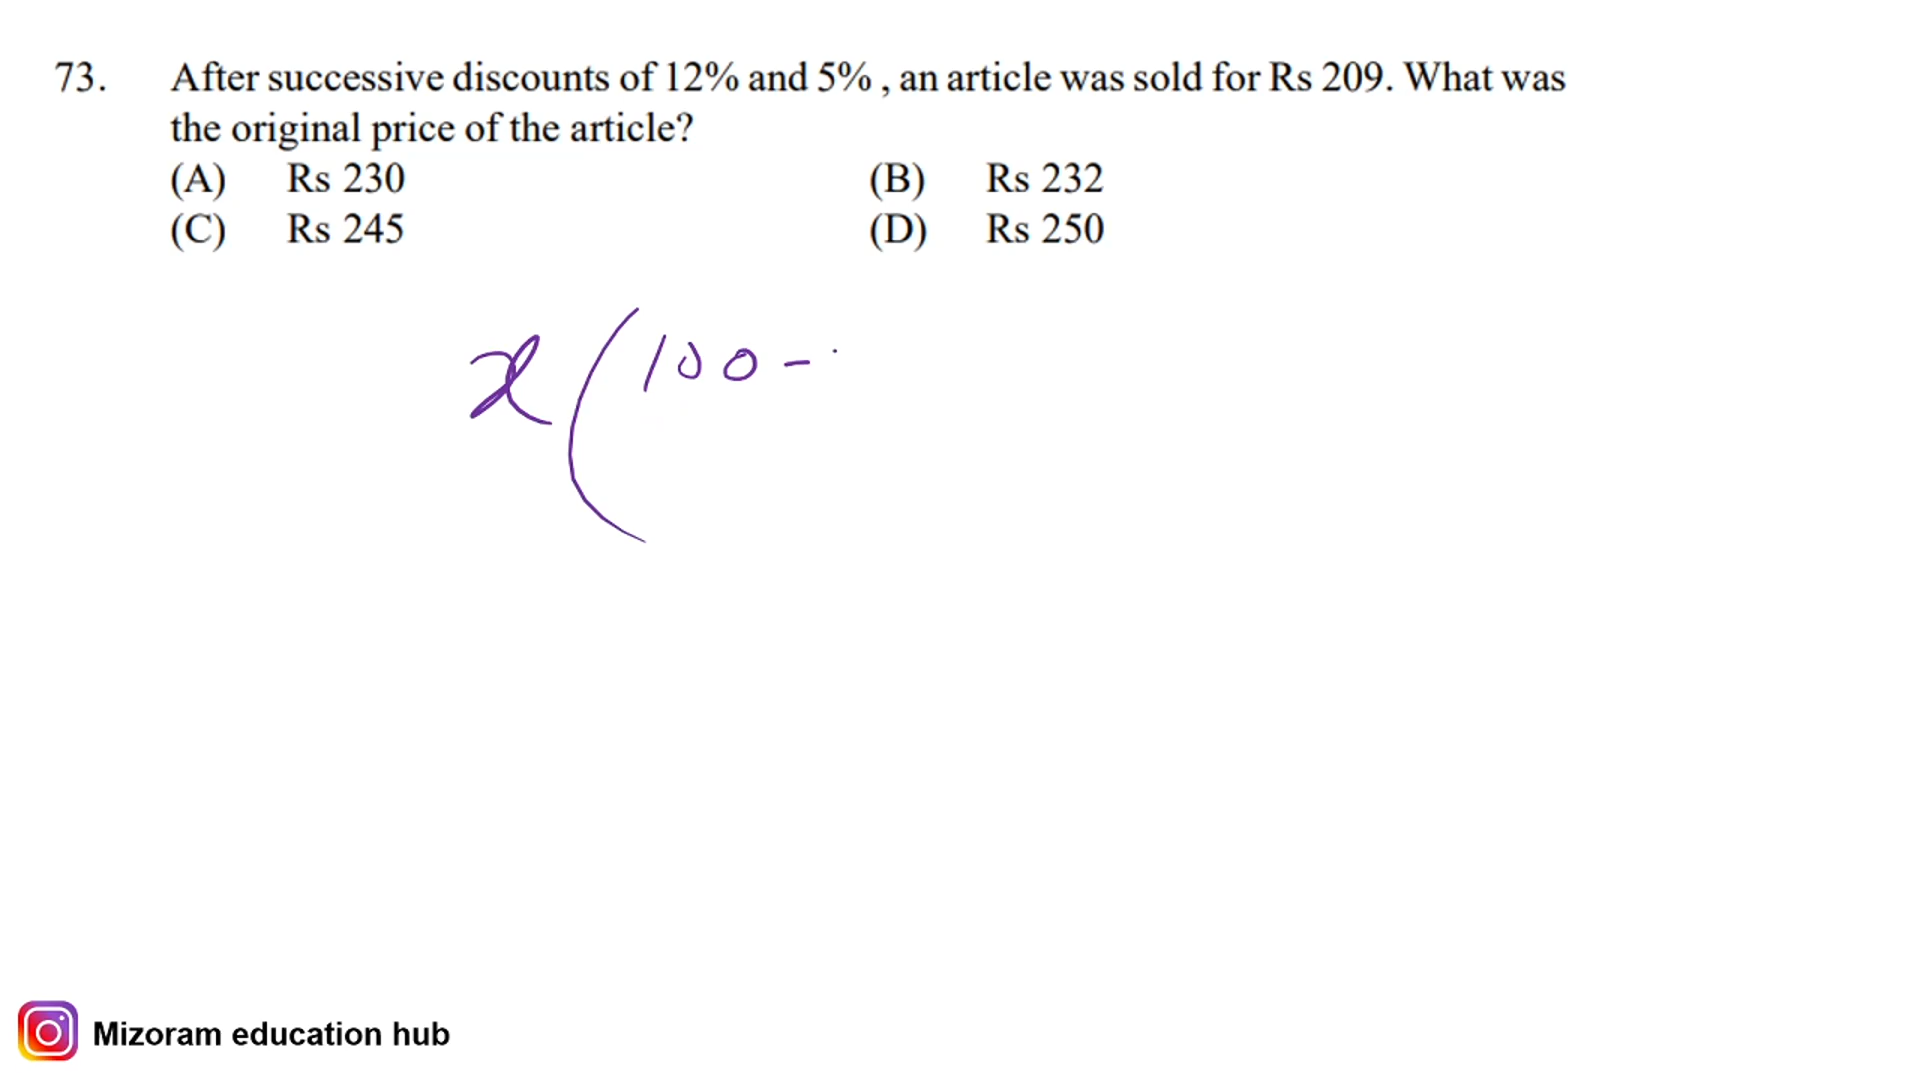 73. After successive discounts of 12% and 5% , an article was sold for Rs 209. What was
the original price of the article?
(A) Rs 230 (B) Rs 232
(C) Rs 245 (D) Rs 250
x(100-
Mizoram education hub